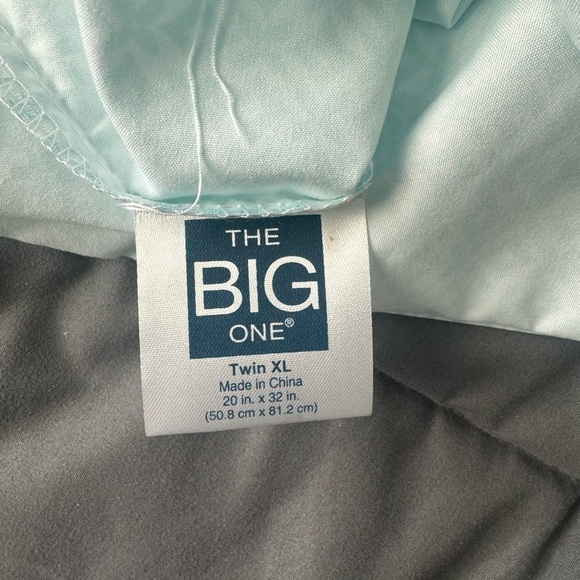 THE
BIG
ONE®
Twin XL
Made in China
20 in. x 32 in.
(50.8 cm x 81.2 cm)